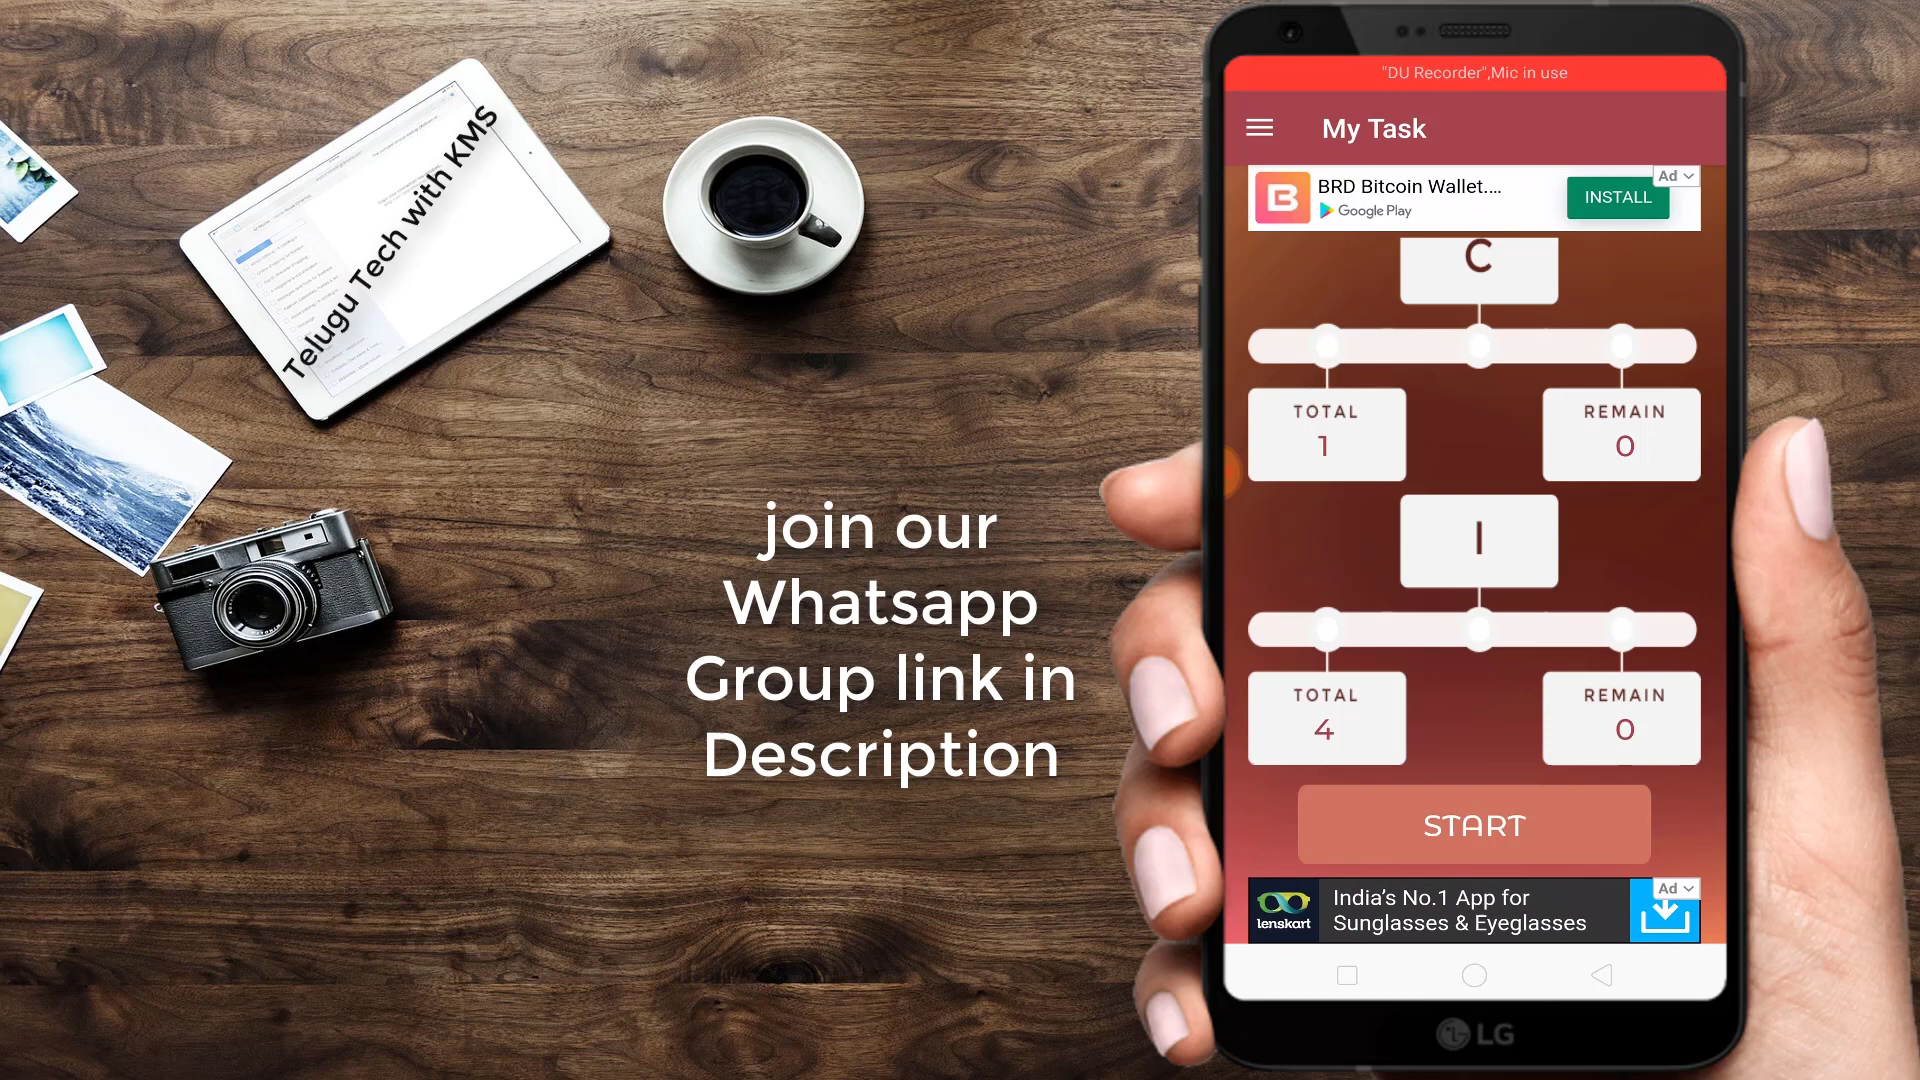 Telugu Tech with KMS
join our
Whatsapp
Group link in
Description
"DU Recorder",Mic in use
My Task
BRD Bitcoin Wallet....
Google Play
INSTALL
Ad
C
TOTAL
1
REMAIN
0
I
TOTAL
4
REMAIN
0
START
lenskart
India's No.1 App for
Sunglasses & Eyeglasses
Ad
LG